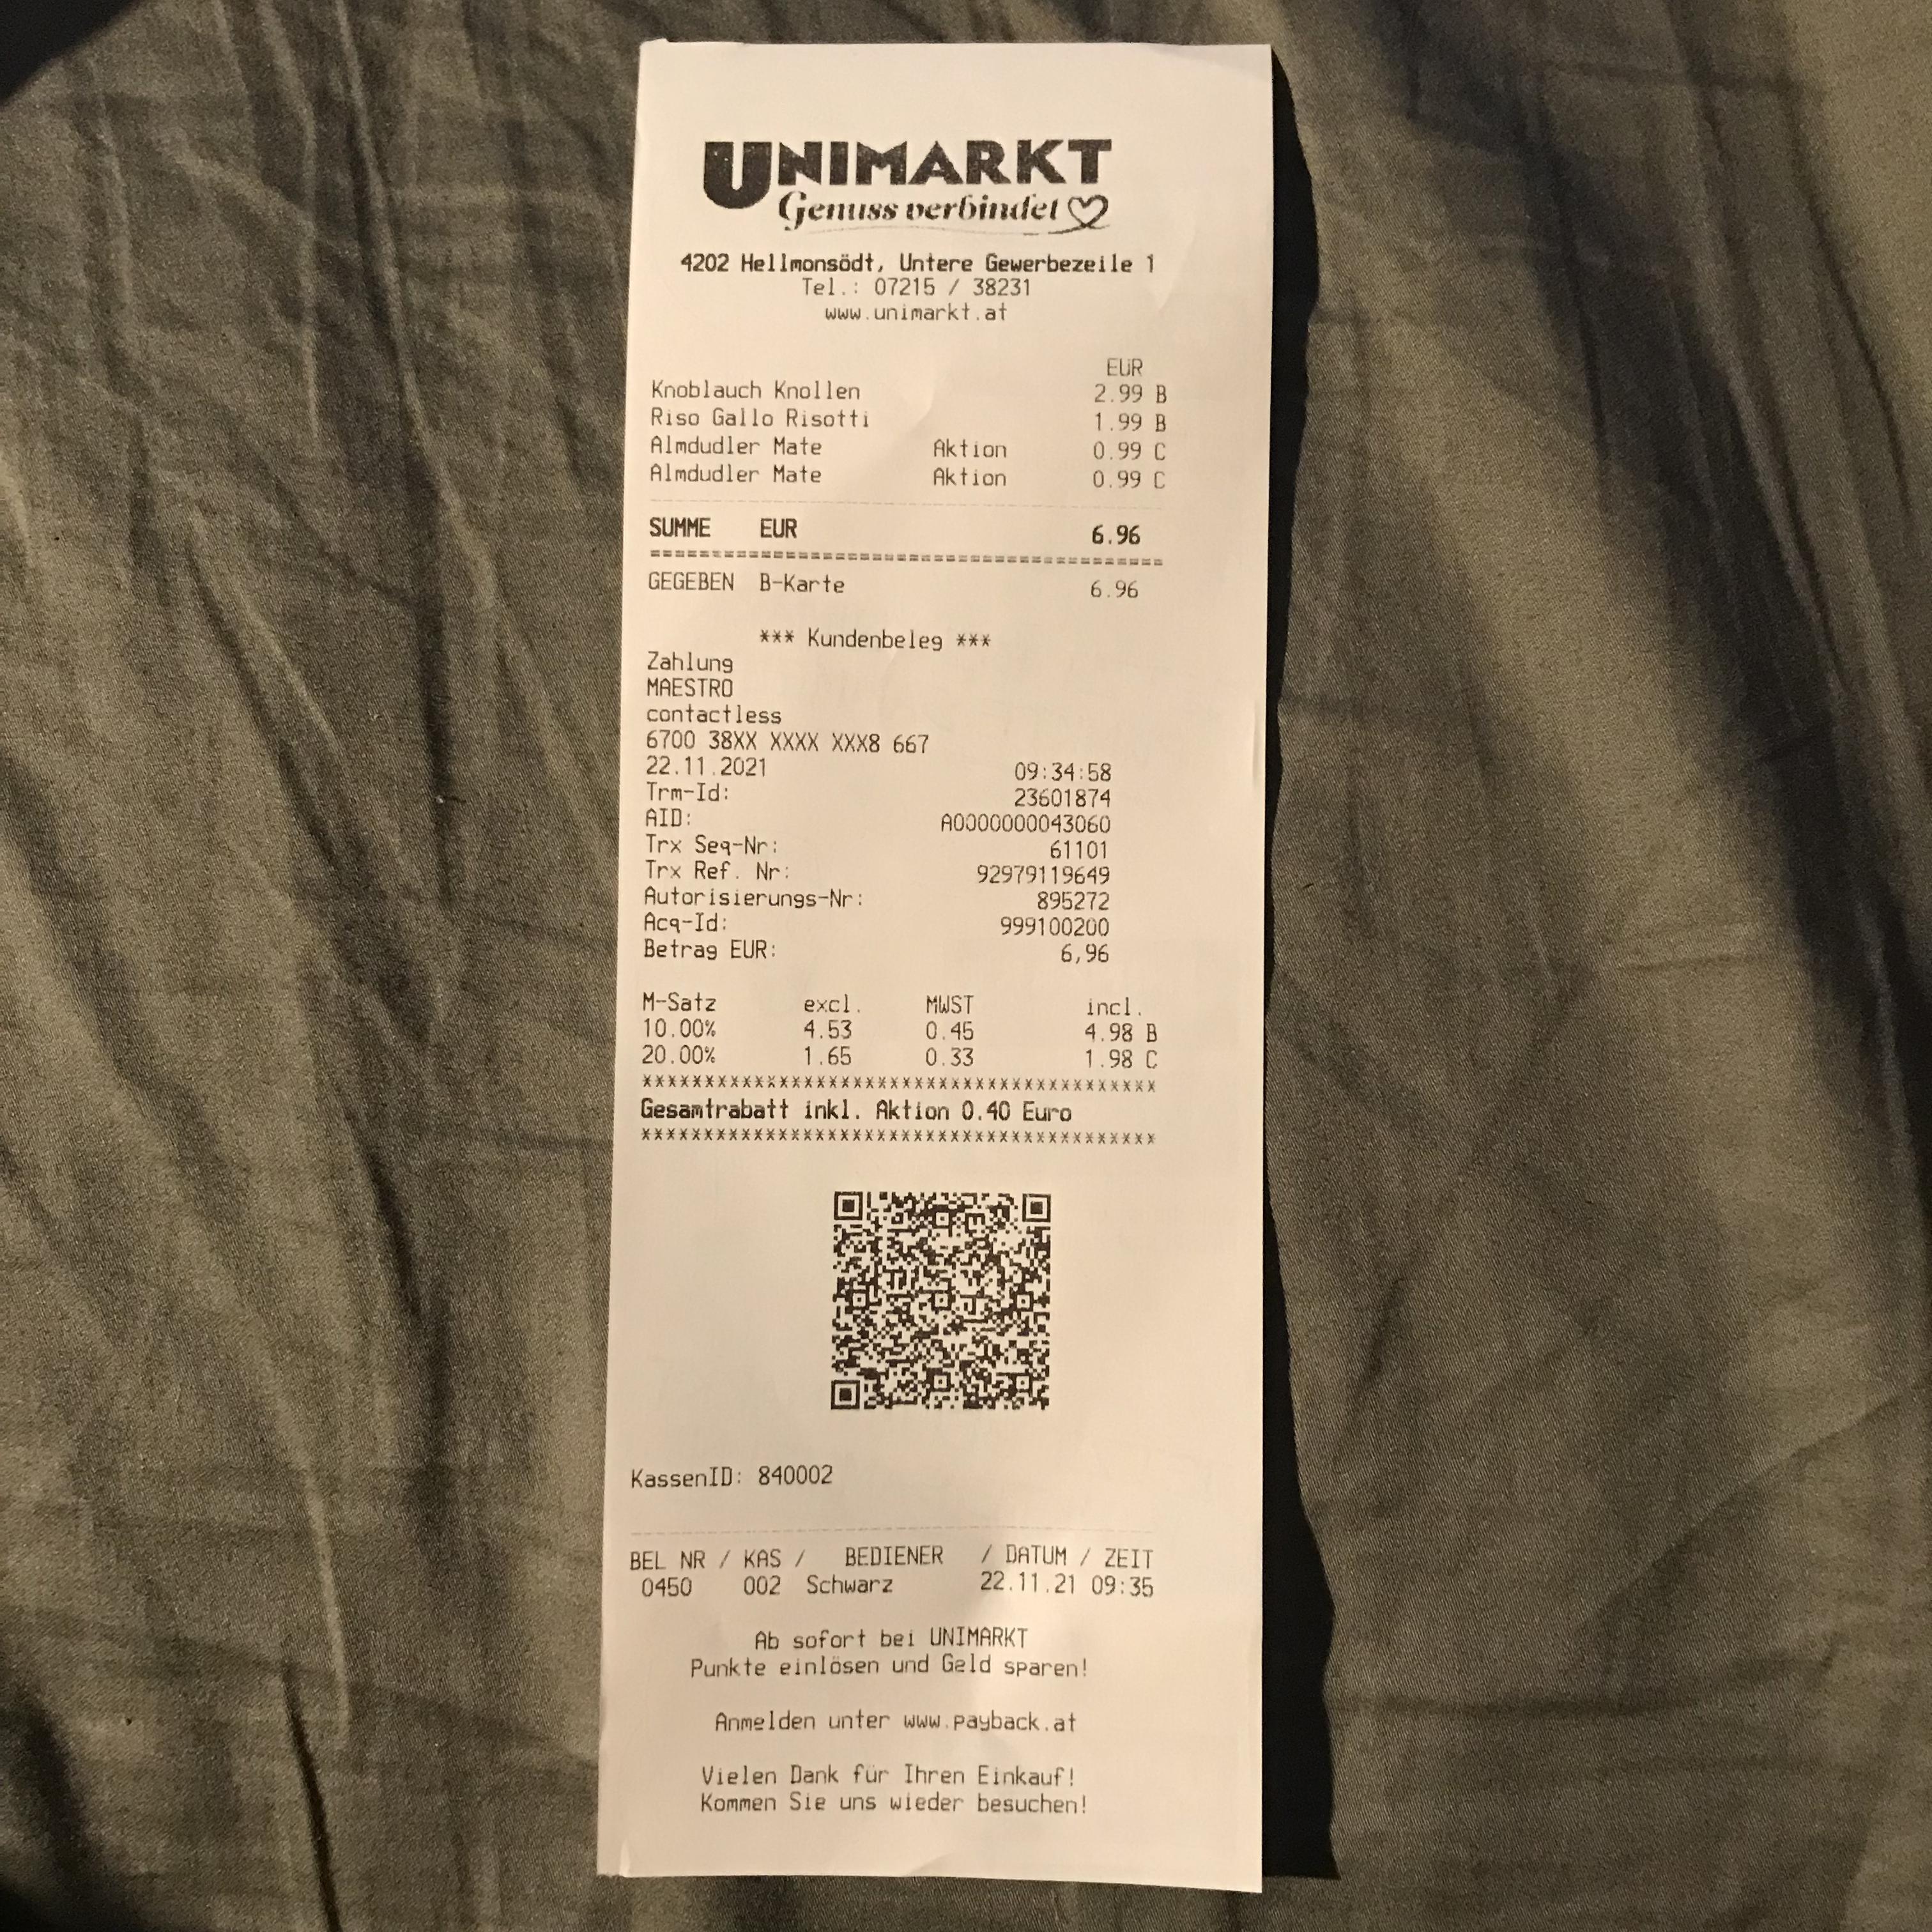 UNIMARKT
Genuss verbindet
4202 Hellmonsödt, Untere Gewerbezeile 1
Tel.: 07215 / 38231
www.unimarkt.at
EUR
Knoblauch Knollen 2.99 B
Riso Gallo Risotti 1.99 B
Almdudler Mate Aktion 0.99 C
Almdudler Mate Aktion 0.99 C
SUMME EUR 6.96
==========================================
GEGEBEN B-Karte 6.96
*** Kundenbeleg ***
Zahlung
MAESTRO
contactless
6700 38XX XXXX XXX8 667
22.11.2021 09:34:58
Trm-Id: 23601874
AID: A0000000043060
Trx Seq-Nr: 61101
Trx Ref. Nr: 92979119649
Autorisierungs-Nr: 895272
Acq-Id: 999100200
Betrag EUR: 6,96
M-Satz excl. MWST incl.
10.00% 4.53 0.45 4.98 B
20.00% 1.65 0.33 1.98 C
******************************************
Gesamtrabatt inkl. Aktion 0.40 Euro
******************************************
KassenID: 840002
BEL NR / KAS / BEDIENER / DATUM / ZEIT
0450 002 Schwarz 22.11.21 09:35
Ab sofort bei UNIMARKT
Punkte einlösen und Geld sparen!
Anmelden unter www.payback.at
Vielen Dank für Ihren Einkauf!
Kommen Sie uns wieder besuchen!